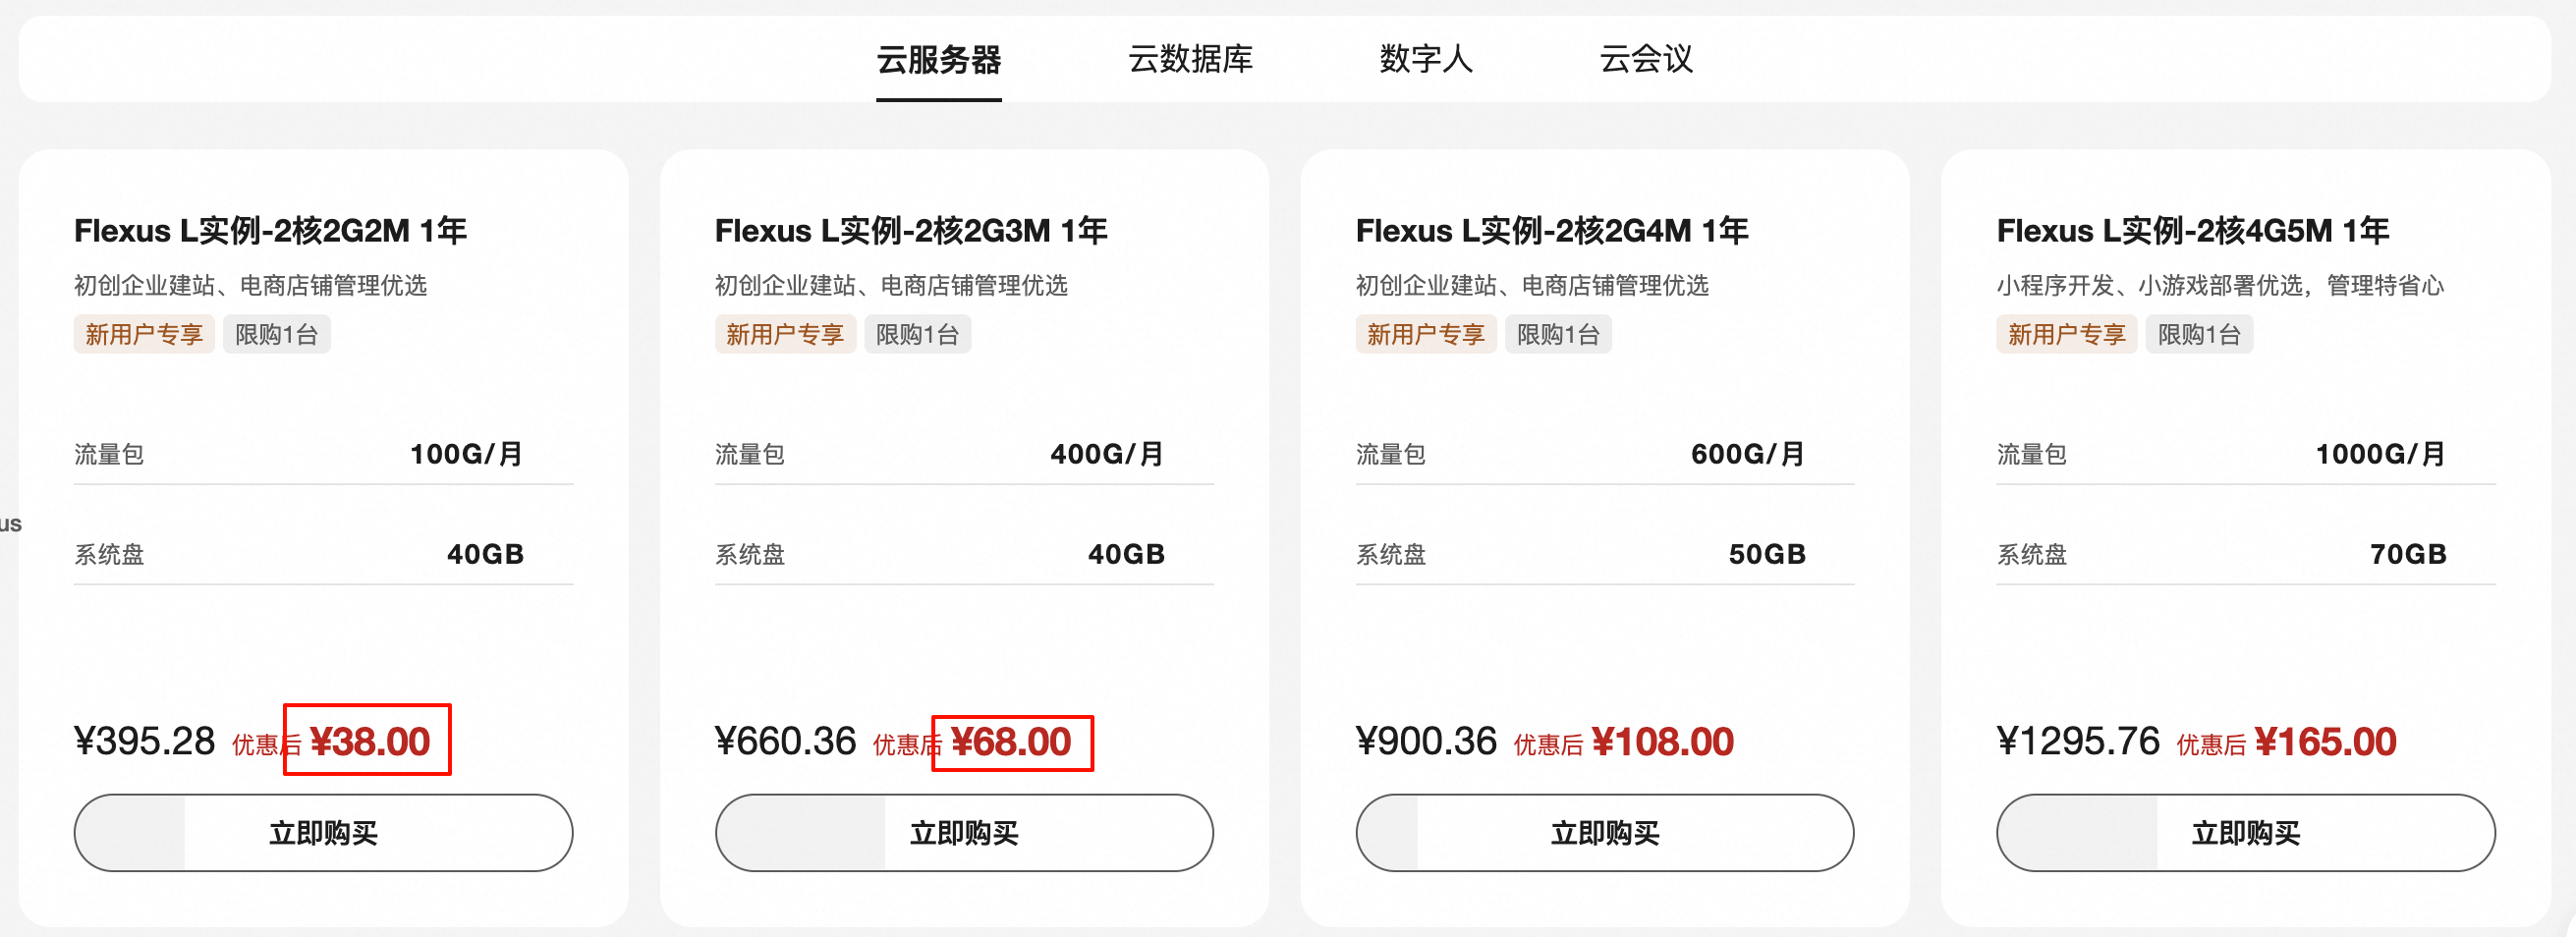 云服务器 云数据库 数字人 云会议
Flexus L实例-2核2G2M 1年
初创企业建站、电商店铺管理优选
新用户专享 限购1台
流量包 100G/月
系统盘 40GB
¥395.28 优惠后 ¥38.00
立即购买
Flexus L实例-2核2G3M 1年
初创企业建站、电商店铺管理优选
新用户专享 限购1台
流量包 400G/月
系统盘 40GB
¥660.36 优惠后 ¥68.00
立即购买
Flexus L实例-2核2G4M 1年
初创企业建站、电商店铺管理优选
新用户专享 限购1台
流量包 600G/月
系统盘 50GB
¥900.36 优惠后 ¥108.00
立即购买
Flexus L实例-2核4G5M 1年
小程序开发、小游戏部署优选，管理特省心
新用户专享 限购1台
流量包 1000G/月
系统盘 70GB
¥1295.76 优惠后 ¥165.00
立即购买
us